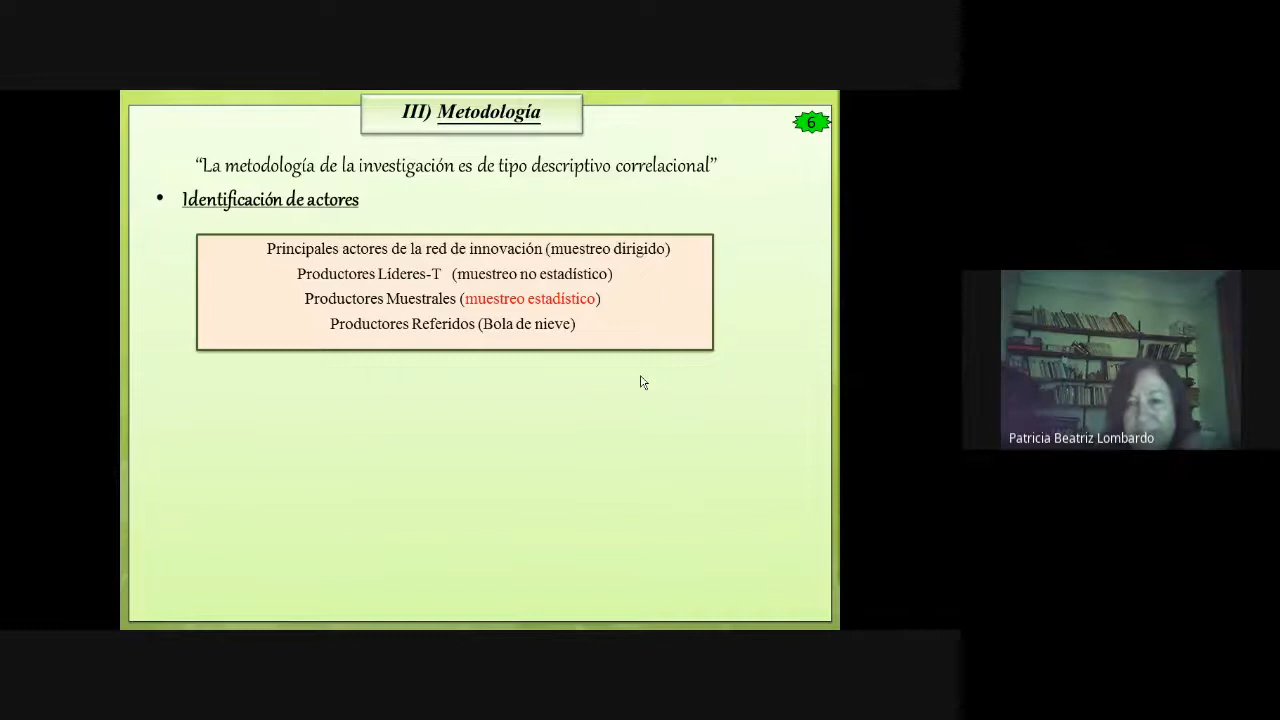 III) Metodología
6
“La metodología de la investigación es de tipo descriptivo correlacional”
• Identificación de actores
Principales actores de la red de innovación (muestreo dirigido)
Productores Líderes-T (muestreo no estadístico)
Productores Muestrales (muestreo estadístico)
Productores Referidos (Bola de nieve)
Patricia Beatriz Lombardo